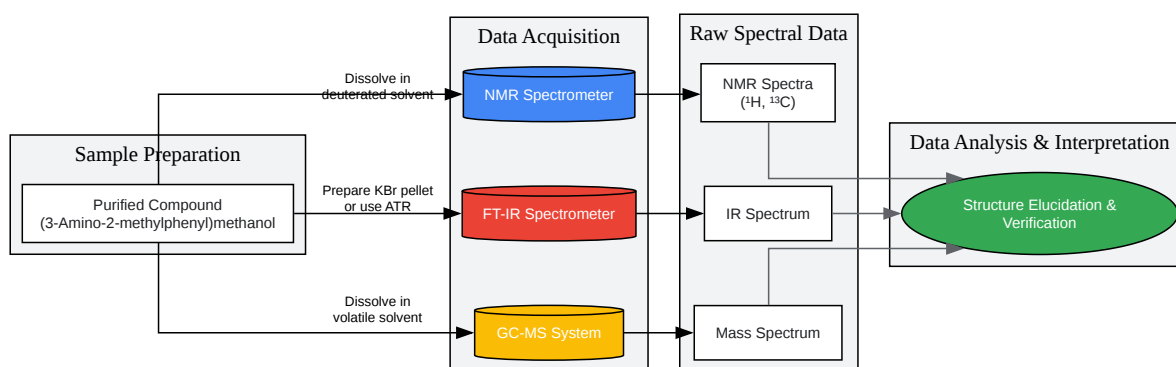 Sample Preparation
Purified Compound
(3-Amino-2-methylphenyl)methanol
Dissolve in
deuterated solvent
Prepare KBr pellet
or use ATR
Dissolve in
volatile solvent
Data Acquisition
NMR Spectrometer
FT-IR Spectrometer
GC-MS System
Raw Spectral Data
NMR Spectra
(¹H, ¹³C)
IR Spectrum
Mass Spectrum
Data Analysis & Interpretation
Structure Elucidation &
Verification